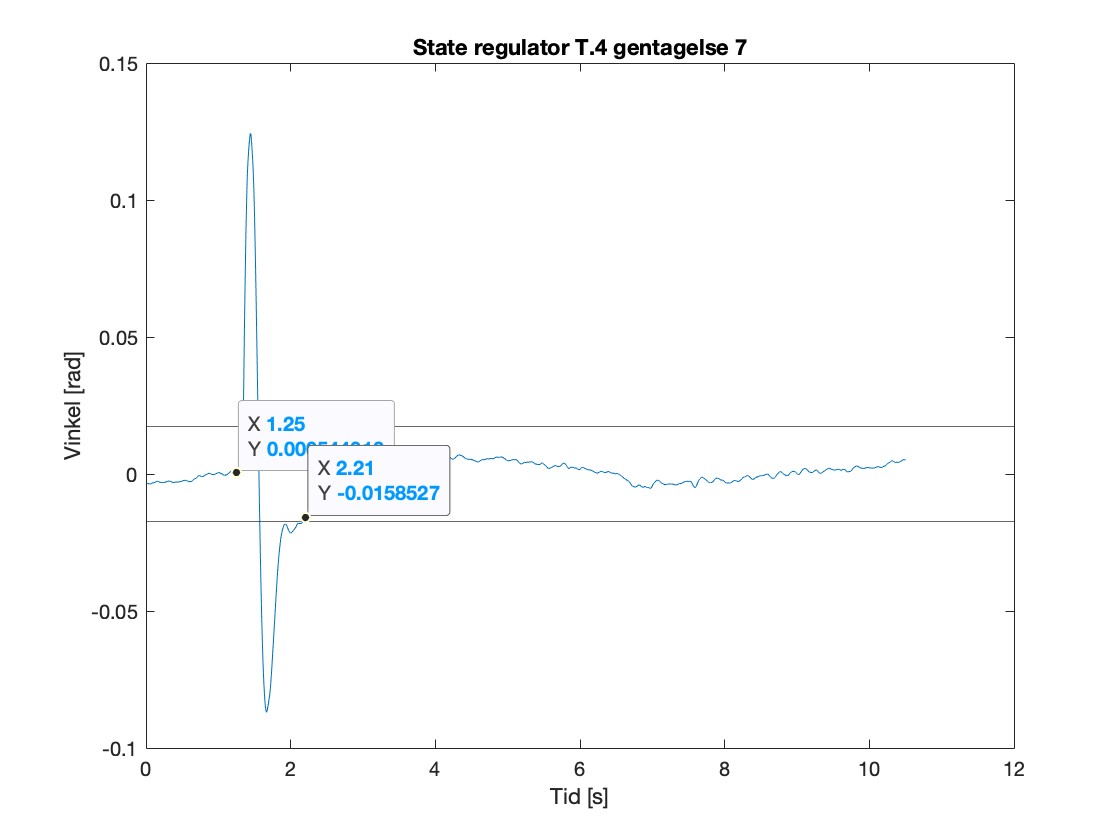 State regulator T.4 gentagelse 7
0.15
0.1
0.05
0
-0.05
-0.1
Vinkel [rad]
X 1.25
Y
X 2.21
Y -0.0158527
0 2 4 6 8 10 12
Tid [s]